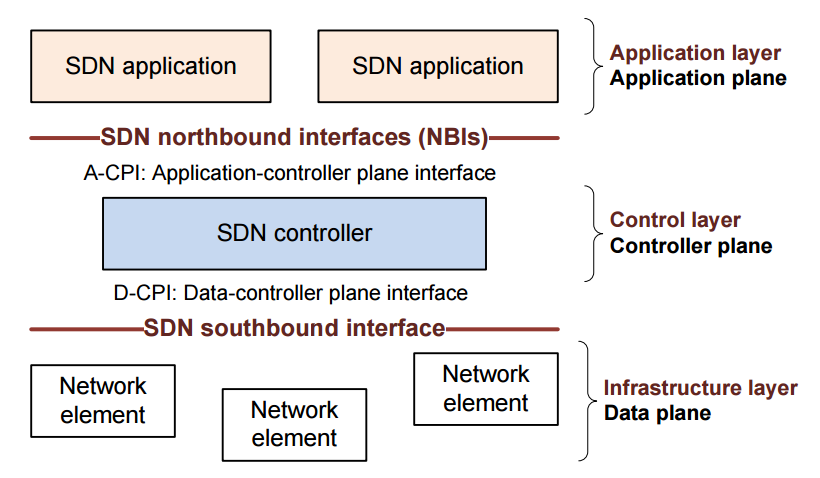 SDN application
SDN application
Application layer
Application plane
SDN northbound interfaces (NBIs)
A-CPI: Application-controller plane interface
SDN controller
Control layer
Controller plane
D-CPI: Data-controller plane interface
SDN southbound interface
Network
element
Network
element
Network
element
Infrastructure layer
Data plane